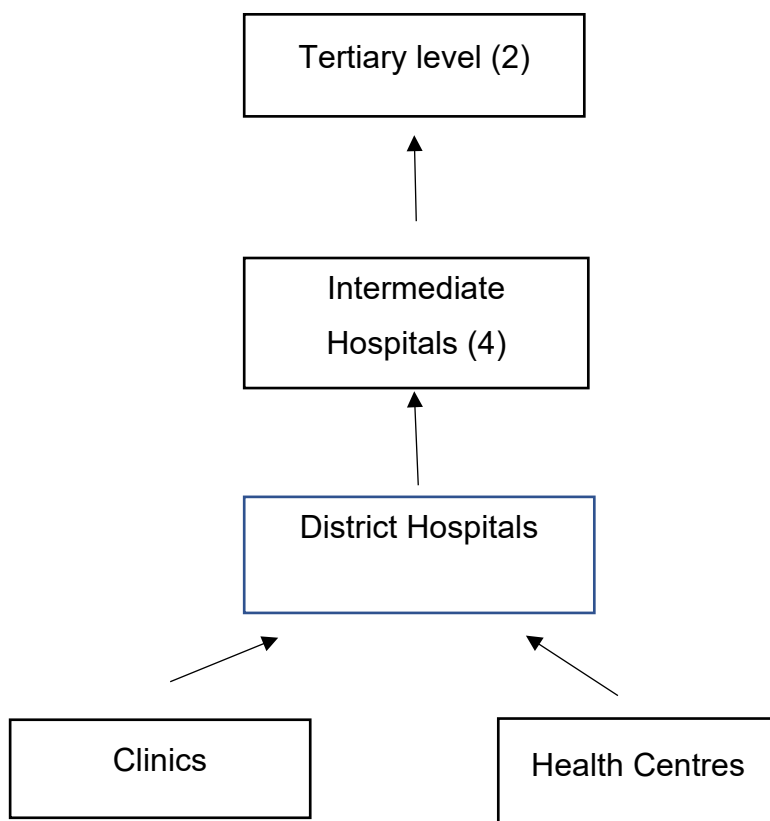 Tertiary level (2)
Intermediate
Hospitals (4)
District Hospitals
Clinics
Health Centres